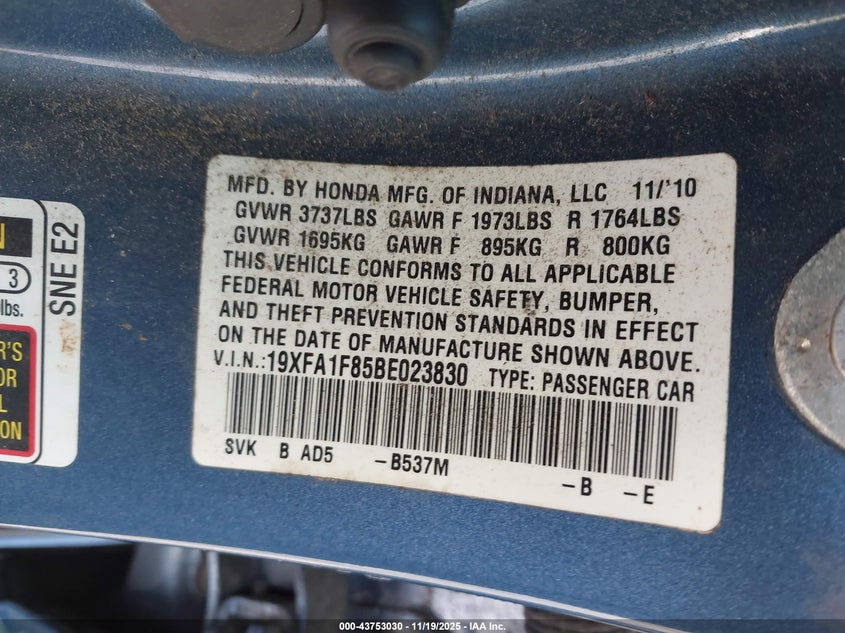 MFD. BY HONDA MFG. OF INDIANA, LLC 11/'10
GVWR 3737LBS GAWR F 1973LBS R 1764LBS
GVWR 1695KG GAWR F 895KG R 800KG
THIS VEHICLE CONFORMS TO ALL APPLICABLE
FEDERAL MOTOR VEHICLE SAFETY, BUMPER,
AND THEFT PREVENTION STANDARDS IN EFFECT
ON THE DATE OF MANUFACTURE SHOWN ABOVE.
V.I.N.:19XFA1F85BE023830 TYPE: PASSENGER CAR
SVK B AD5 -B537M
-B -E
SNE E2
3
lbs.
000-43753030 - 11/19/2025 - IAA Inc.